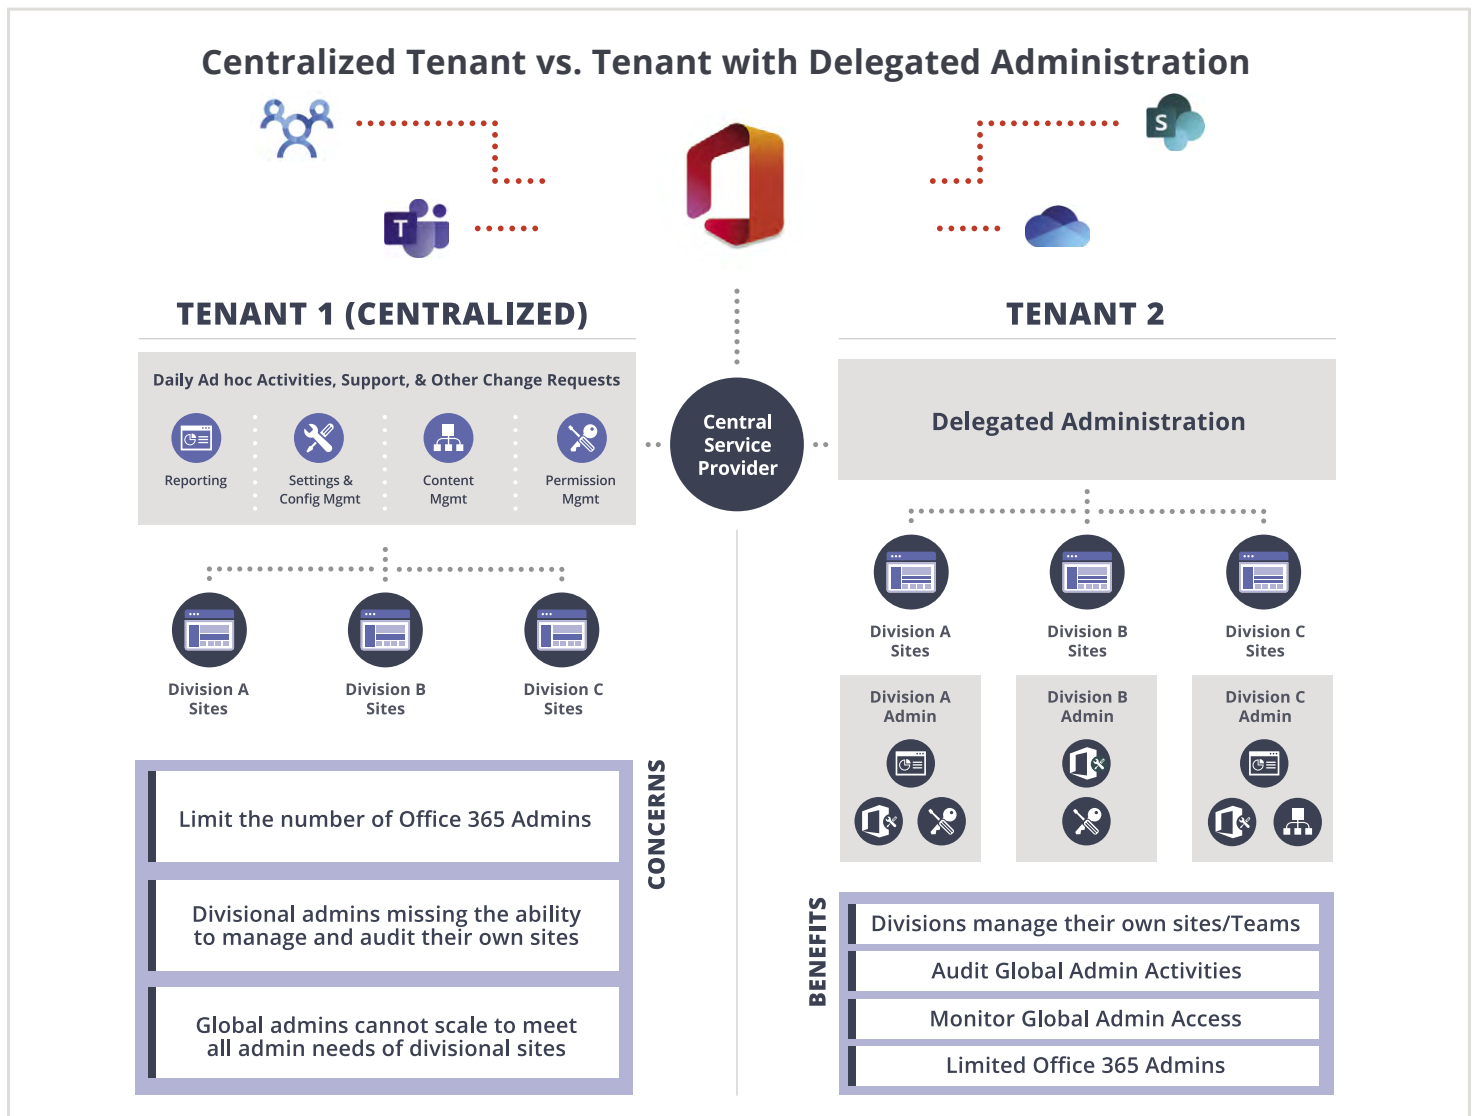 Centralized Tenant vs. Tenant with Delegated Administration
S
T
TENANT 1 (CENTRALIZED)
Daily Ad hoc Activities, Support, & Other Change Requests
Reporting
Settings &
Config Mgmt
Content
Mgmt
Permission
Mgmt
Division A
Sites
Division B
Sites
Division C
Sites
CONCERNS
Limit the number of Office 365 Admins
Divisional admins missing the ability
to manage and audit their own sites
Global admins cannot scale to meet
all admin needs of divisional sites
Central
Service
Provider
TENANT 2
Delegated Administration
Division A
Sites
Division B
Sites
Division C
Sites
Division A
Admin
Division B
Admin
Division C
Admin
BENEFITS
Divisions manage their own sites/Teams
Audit Global Admin Activities
Monitor Global Admin Access
Limited Office 365 Admins